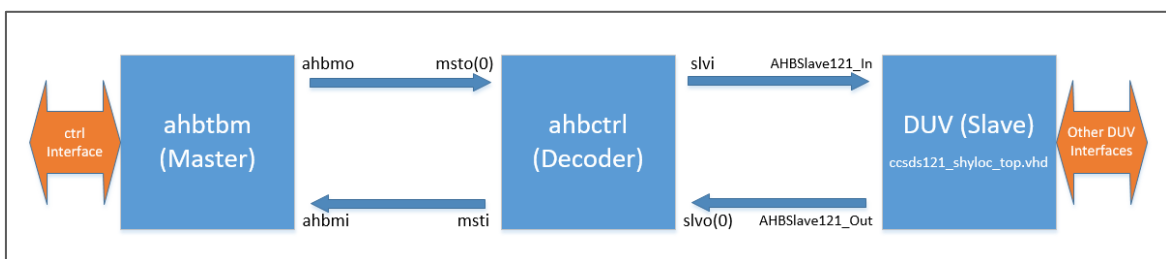 ahbmo
msto(0)
slvi
AHBSlave121_In
ctrl
Interface
ahbtbm
(Master)
ahbctrl
(Decoder)
DUV (Slave)
ccsds121_shyloc_top.vhd
Other DUV
Interfaces
ahbmi
msti
slvo(0)
AHBSlave121_Out